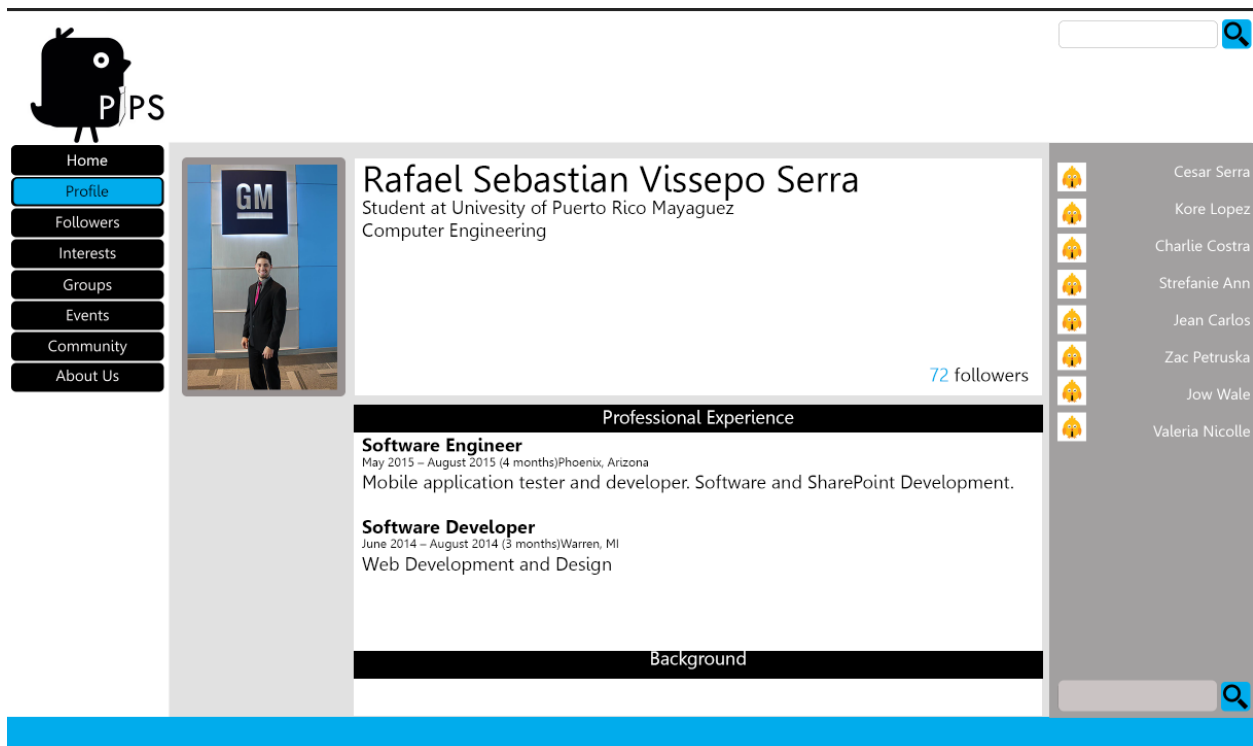 PiPS
Home
Profile
Followers
Interests
Groups
Events
Community
About Us
GM
Rafael Sebastian Vissepo Serra
Student at Univesity of Puerto Rico Mayaguez
Computer Engineering
72 followers
Professional Experience
Software Engineer
May 2015 – August 2015 (4 months)Phoenix, Arizona
Mobile application tester and developer. Software and SharePoint Development.
Software Developer
June 2014 – August 2014 (3 months)Warren, MI
Web Development and Design
Background
Cesar Serra
Kore Lopez
Charlie Costra
Strefanie Ann
Jean Carlos
Zac Petruska
Jow Wale
Valeria Nicolle